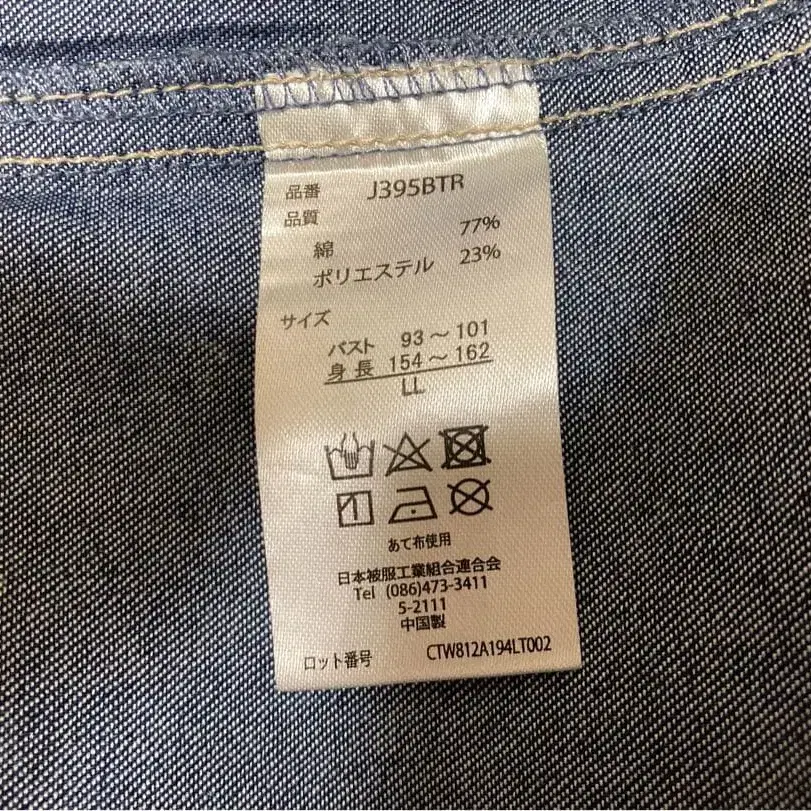 品番 J395BTR
品質
綿 77%
ポリエステル 23%
サイズ
バスト 93～101
身長 154～162
LL
あて布使用
日本被服工業組合連合会
Tel (086)473-3411
5-2111
中国製
ロット番号 CTW812A194LT002